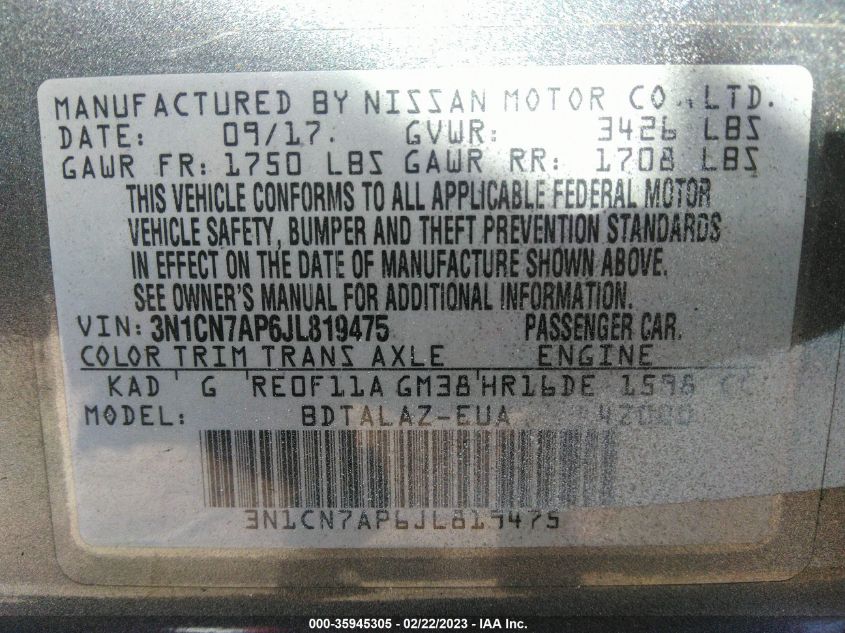 MANUFACTURED BY NISSAN MOTOR CO.,LTD.
DATE: 09/17. GVWR: 3426 LBS
GAWR FR: 1750 LBS GAWR RR: 1708 LBS
THIS VEHICLE CONFORMS TO ALL APPLICABLE FEDERAL MOTOR
VEHICLE SAFETY, BUMPER AND THEFT PREVENTION STANDARDS
IN EFFECT ON THE DATE OF MANUFACTURE SHOWN ABOVE.
SEE OWNER'S MANUAL FOR ADDITIONAL INFORMATION.
VIN: 3N1CN7AP6JL819475 PASSENGER CAR.
COLOR TRIM TRANS AXLE ENGINE
KAD G RE0F11A GM38 HR16DE 1598 CC
MODEL: BDTALAZ-EUA
3N1CN7AP6JL819475
000-35945305 - 02/22/2023 - IAA Inc.